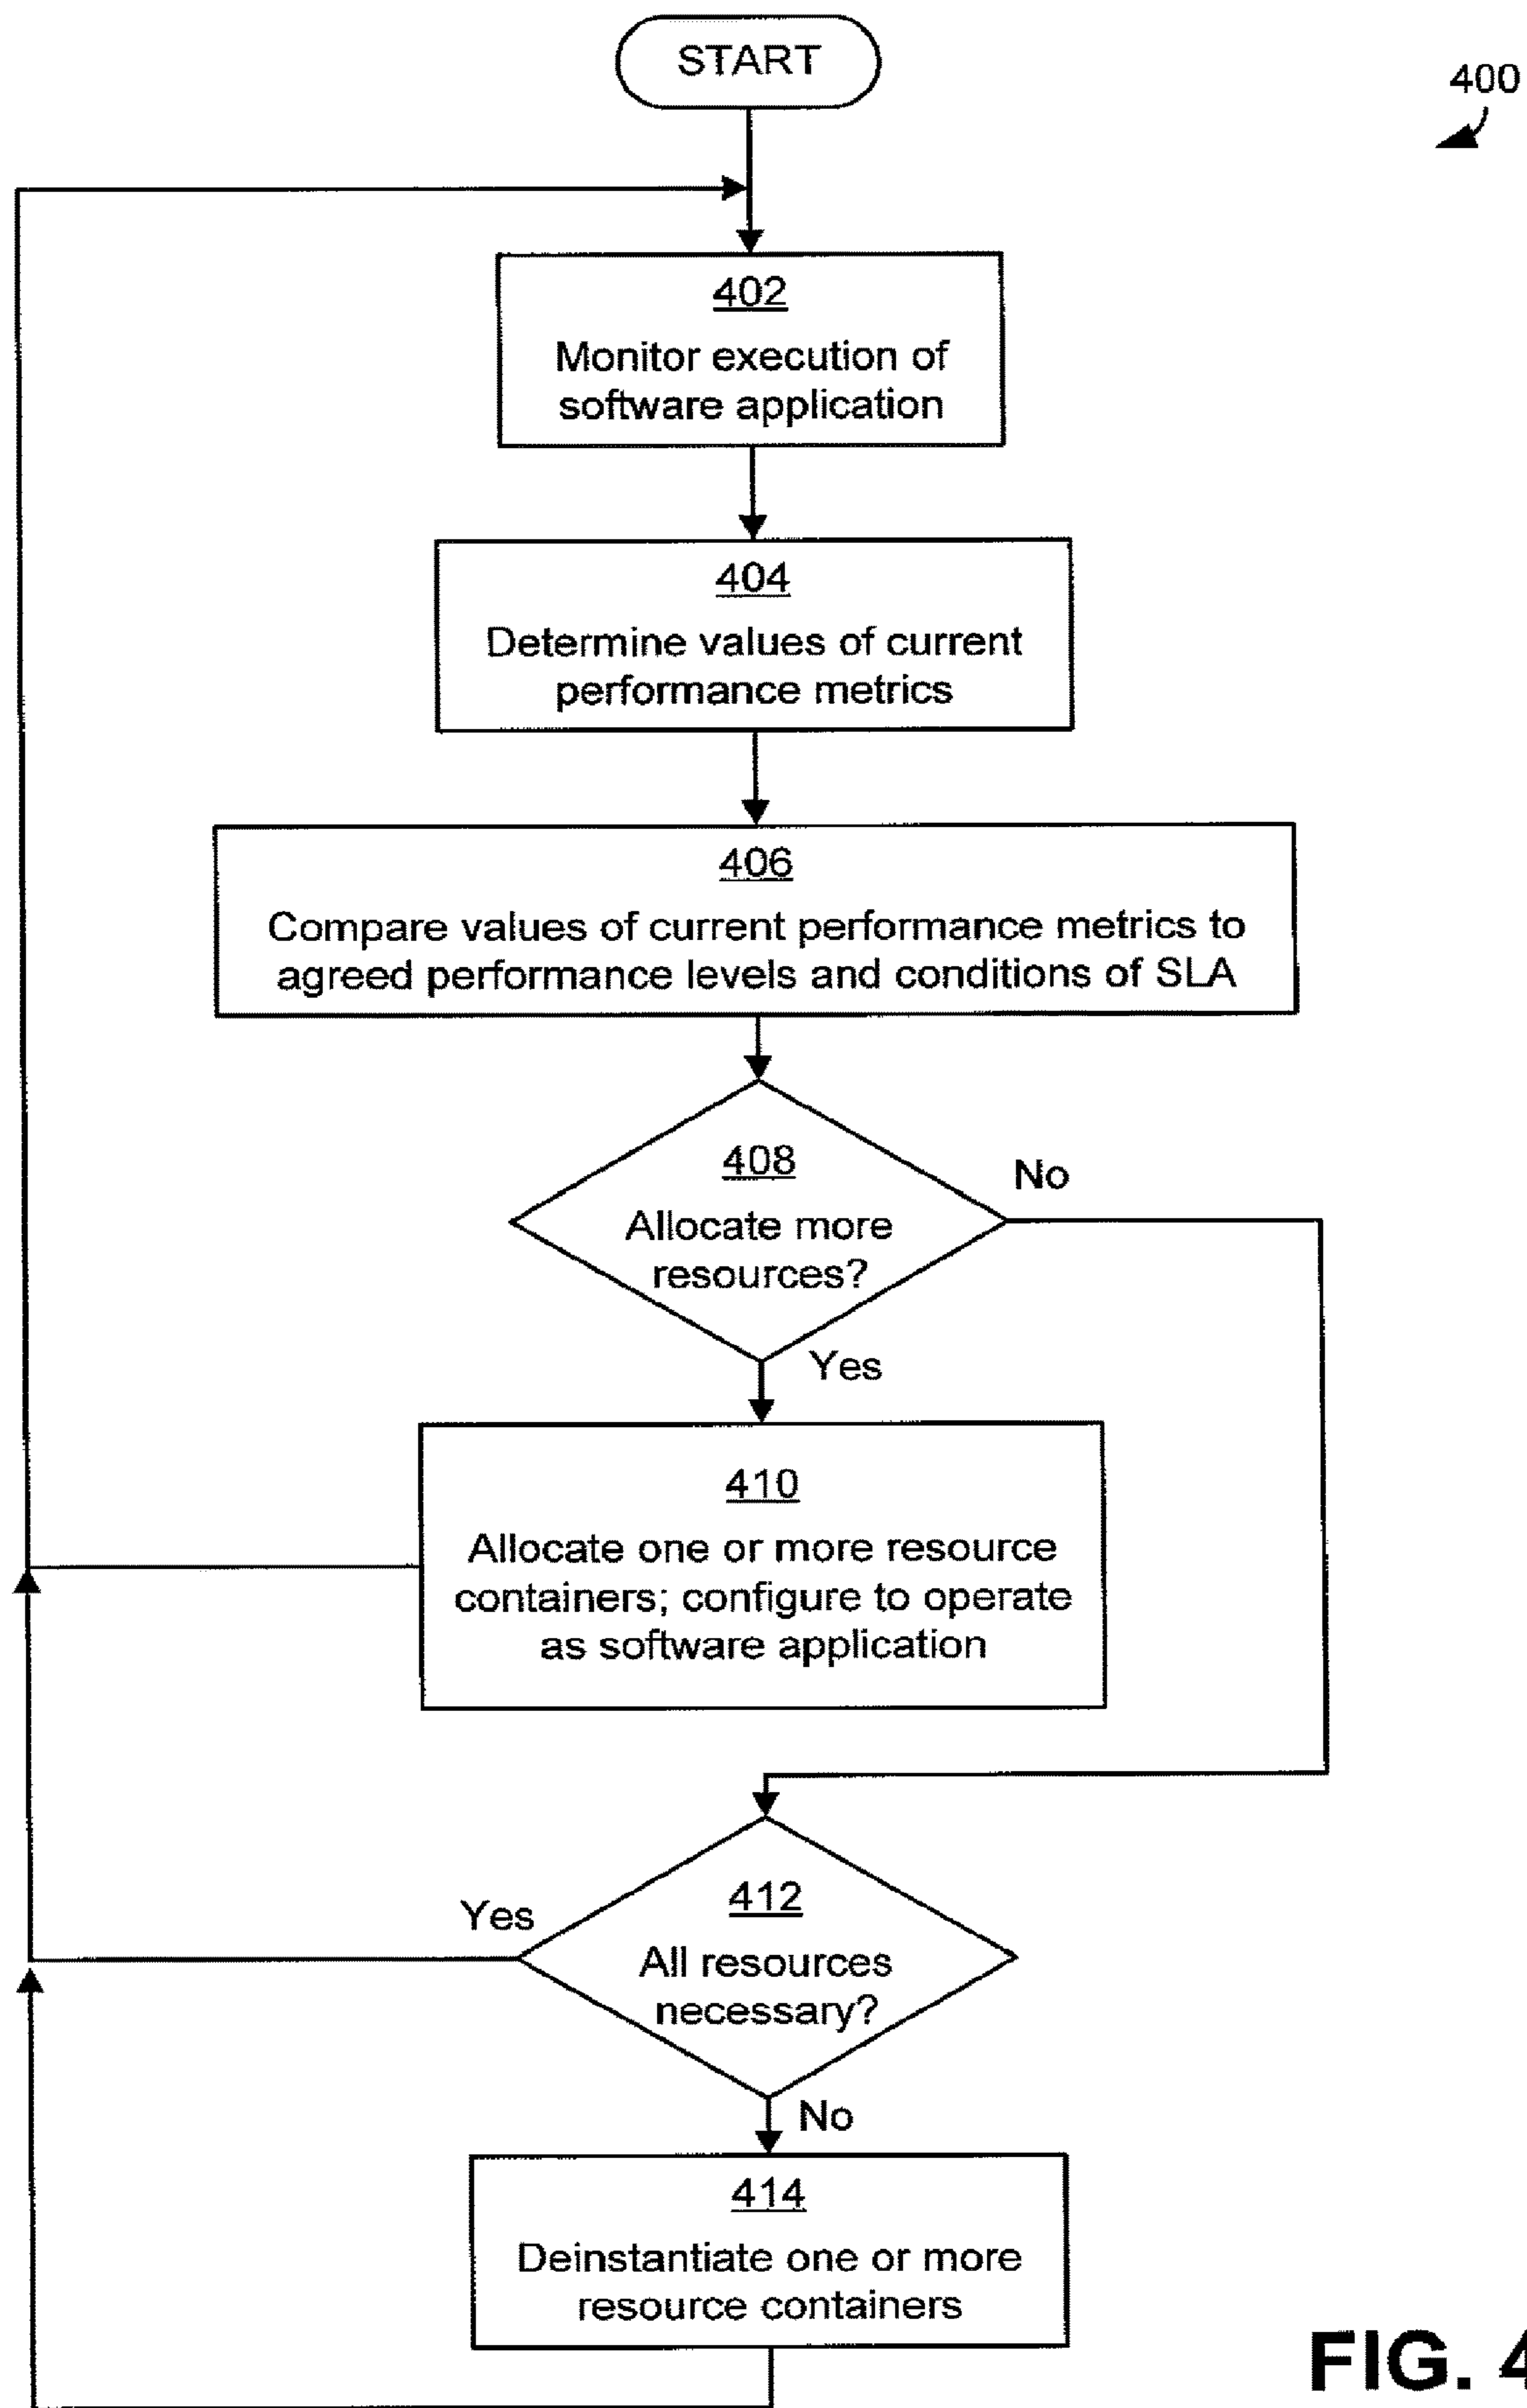 START
400
402
Monitor execution of
software application
404
Determine values of current
performance metrics
406
Compare values of current performance metrics to
agreed performance levels and conditions of SLA
408
Allocate more
resources?
No
Yes
410
Allocate one or more resource
containers; configure to operate
as software application
412
All resources
necessary?
Yes
No
414
Deinstantiate one or more
resource containers
FIG. 4